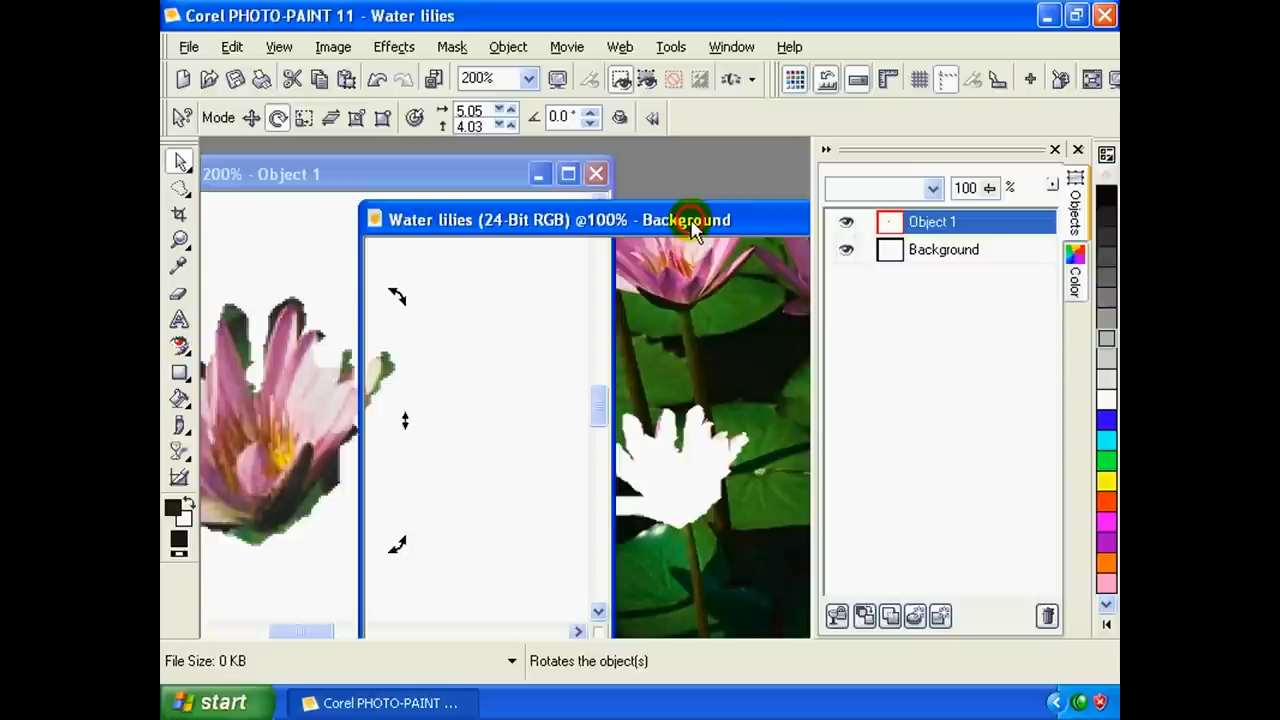 Corel PHOTO-PAINT 11 - Water lilies
File Edit View Image Effects Mask Object Movie Web Tools Window Help
200%
Mode 5.05 0.0 °
4.03
200% - Object 1
Water lilies (24-Bit RGB) @100% - Background
100 %
Object 1
Background
Objects
Color
File Size: 0 KB Rotates the object(s)
start Corel PHOTO-PAINT ...